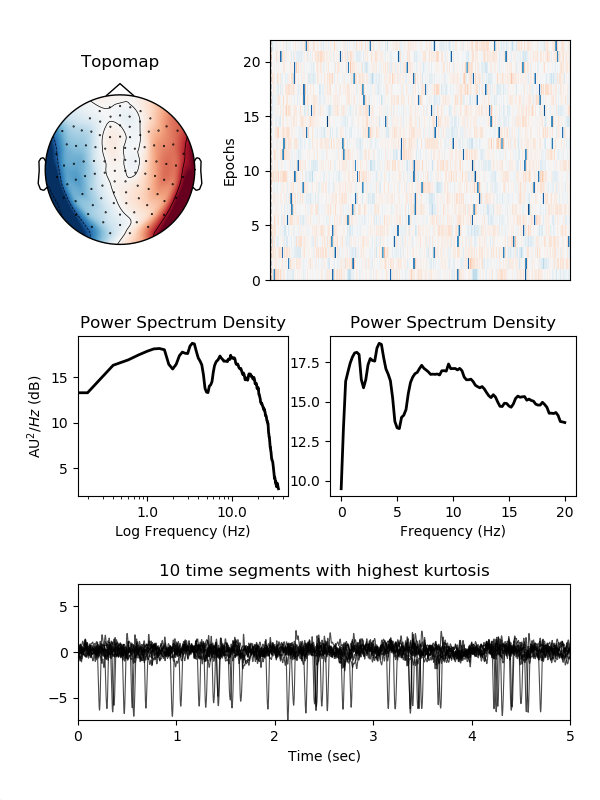 Topomap
Epochs
20
15
10
5
0
Power Spectrum Density
AU²/Hz (dB)
15
10
5
1.0 10.0
Log Frequency (Hz)
Power Spectrum Density
17.5
15.0
12.5
10.0
0 5 10 15 20
Frequency (Hz)
10 time segments with highest kurtosis
5
0
−5
0 1 2 3 4 5
Time (sec)